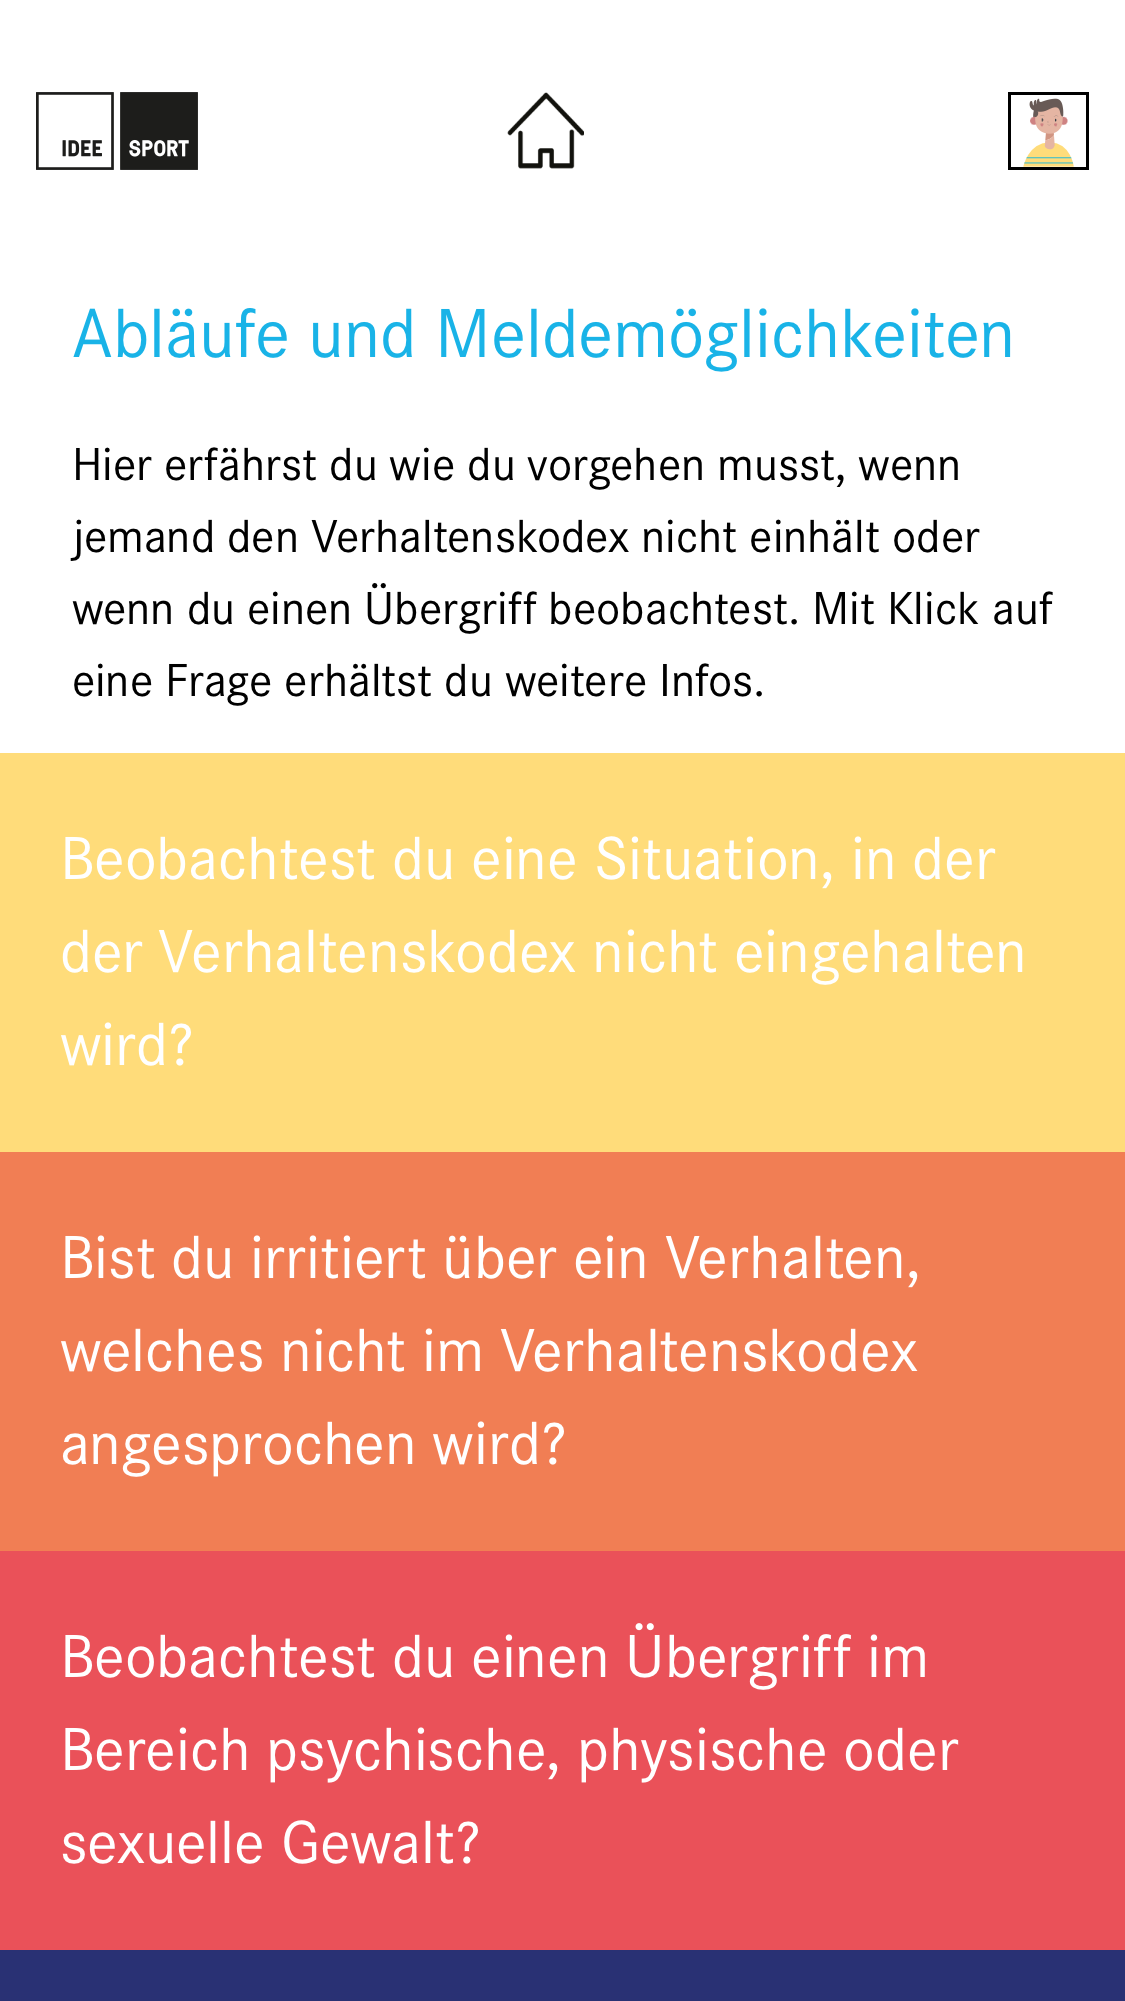 IDEE SPORT
Abläufe und Meldemöglichkeiten
Hier erfährst du wie du vorgehen musst, wenn
jemand den Verhaltenskodex nicht einhält oder
wenn du einen Übergriff beobachtest. Mit Klick auf
eine Frage erhältst du weitere Infos.
Beobachtest du eine Situation, in der
der Verhaltenskodex nicht eingehalten
wird?
Bist du irritiert über ein Verhalten,
welches nicht im Verhaltenskodex
angesprochen wird?
Beobachtest du einen Übergriff im
Bereich psychische, physische oder
sexuelle Gewalt?